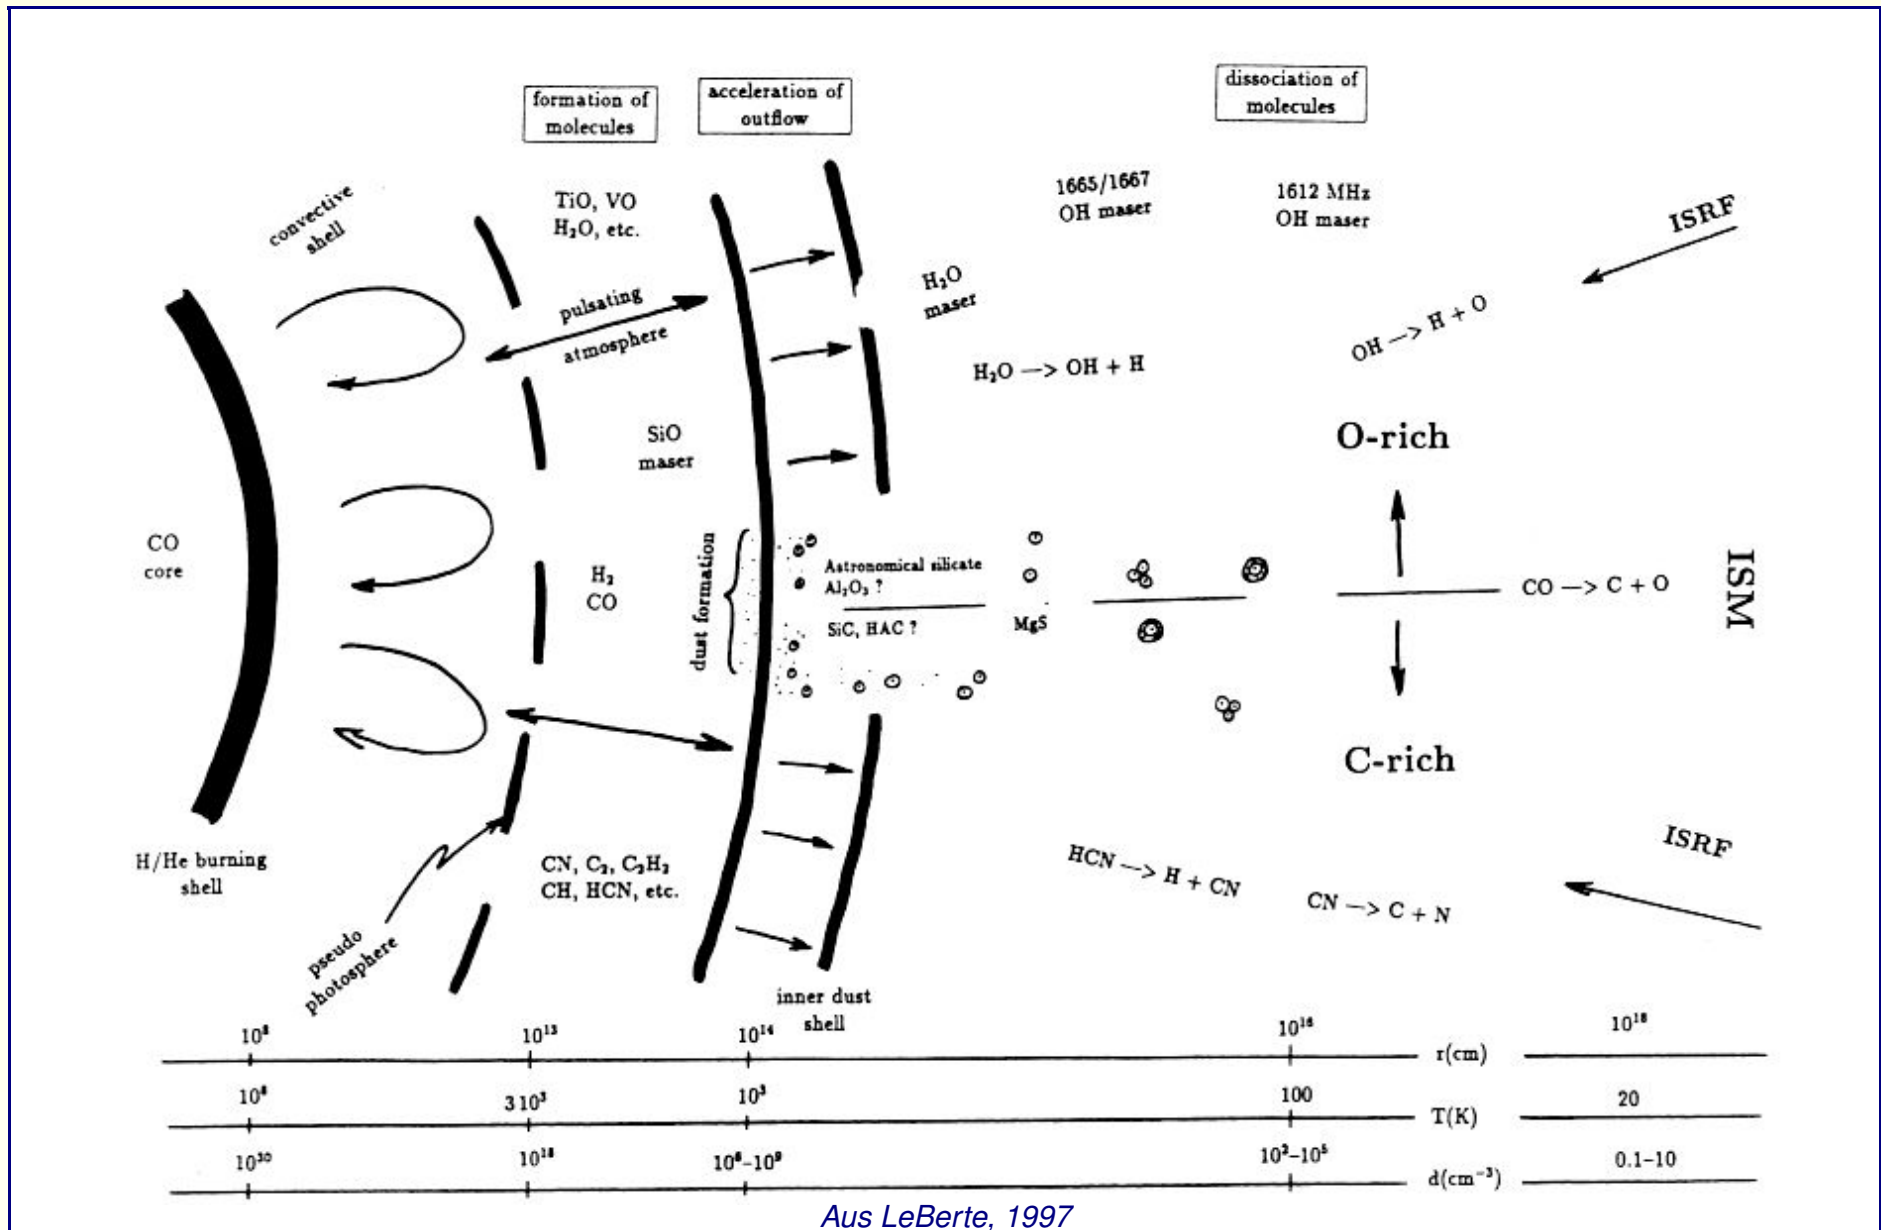 formation of
molecules
acceleration of
outflow
dissociation of
molecules
convective
shell
TiO, VO
H₂O, etc.
1665/1667
OH maser
1612 MHz
OH maser
ISRF
pulsating
atmosphere
H₂O
maser
OH —> H + O
H₂O —> OH + H
SiO
maser
O-rich
CO
core
H₂
CO
dust formation
Astronomical silicate
Al₂O₃ ?
SiC, HAC ?
MgS
CO —> C + O
ISM
C-rich
H/He burning
shell
CN, C₂, C₂H₂
CH, HCN, etc.
HCN —> H + CN
CN —> C + N
ISRF
pseudo
photosphere
inner dust
shell
10⁸ 10¹³ 10¹⁴ 10¹⁶ r(cm) 10¹⁸
3 10³ 10³ 100 T(K) 20
10³⁰ 10¹⁸ 10⁸–10⁹ d(cm⁻³) 0.1–10
Aus LeBerte, 1997